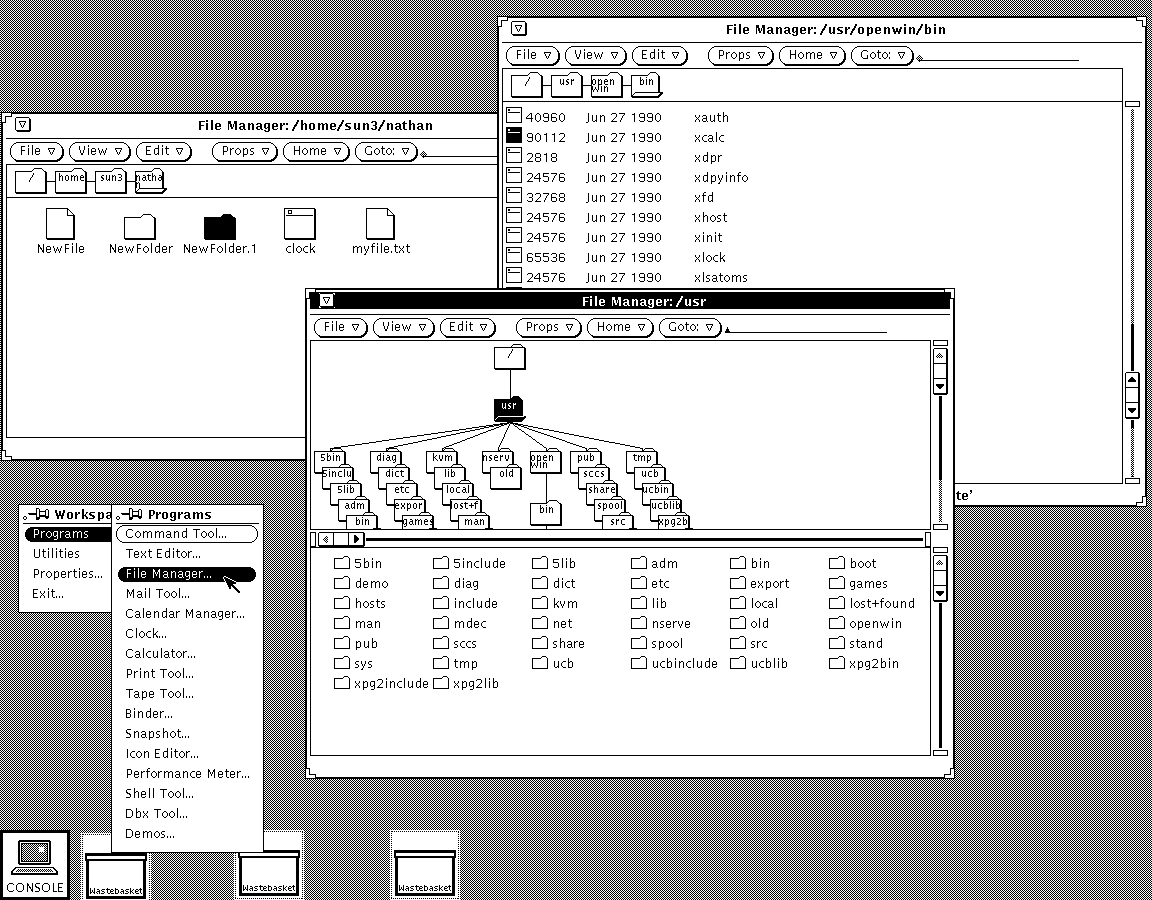 File Manager: /usr/openwin/bin
File View Edit Props Home Goto:
/ usr open win bin
40960 Jun 27 1990 xauth
90112 Jun 27 1990 xcalc
2818 Jun 27 1990 xdpr
24576 Jun 27 1990 xdpyinfo
32768 Jun 27 1990 xfd
24576 Jun 27 1990 xhost
24576 Jun 27 1990 xinit
65536 Jun 27 1990 xlock
24576 Jun 27 1990 xlsatoms
te'
File Manager: /home/sun3/nathan
File View Edit Props Home Goto:
/ home sun3 natha
NewFile NewFolder NewFolder.1 clock myfile.txt
File Manager: /usr
File View Edit Props Home Goto:
/
usr
5bin diag kvm nserv open win pub tmp
5inclu dict lib old sccs ucb
5lib etc local share ucbin
adm expor lost+f bin spool ucblib
bin games man src xpg2b
5bin 5include 5lib adm bin boot
demo diag dict etc export games
hosts include kvm lib local lost+found
man mdec net nserve old openwin
pub sccs share spool src stand
sys tmp ucb ucbinclude ucblib xpg2bin
xpg2include xpg2lib
Workspa
Programs
Utilities
Properties...
Exit...
Programs
Command Tool...
Text Editor...
File Manager...
Mail Tool...
Calendar Manager...
Clock...
Calculator...
Print Tool...
Tape Tool...
Binder...
Snapshot...
Icon Editor...
Performance Meter...
Shell Tool...
Dbx Tool...
Demos...
CONSOLE
Wastebasket
Wastebasket
Wastebasket